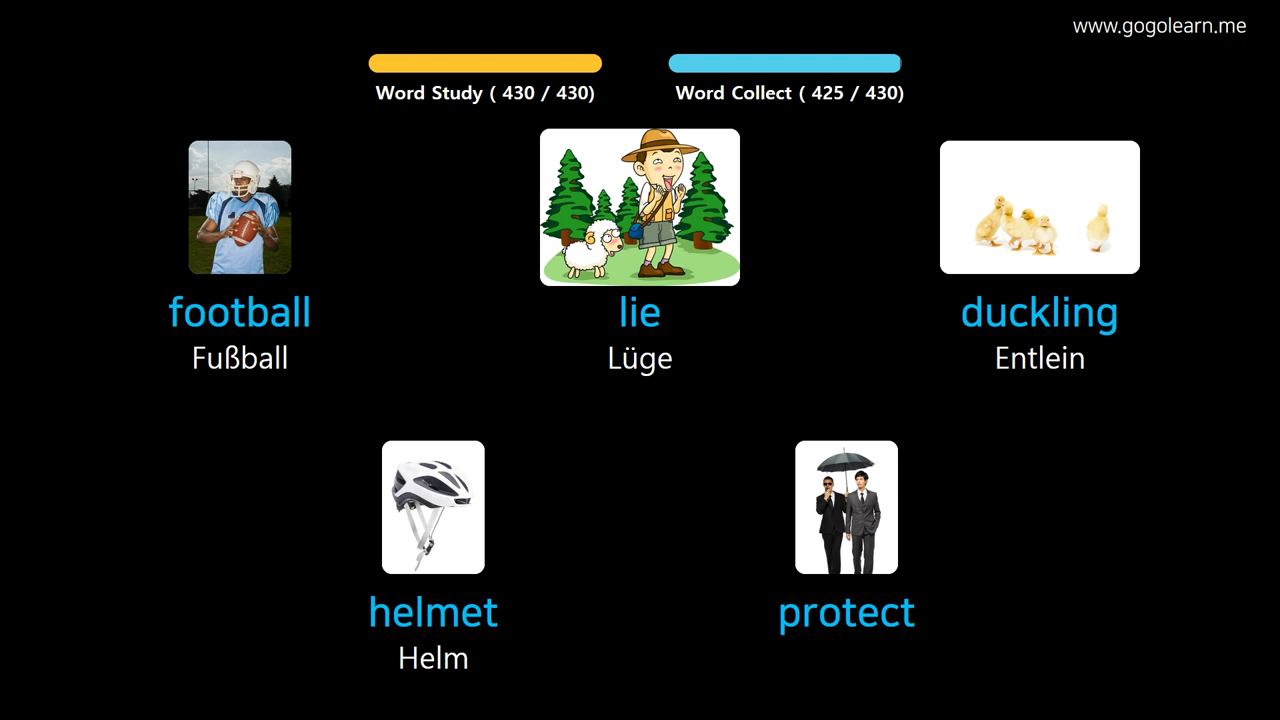 www.gogolearn.me
Word Study ( 430 / 430)
Word Collect ( 425 / 430)
football
Fußball
lie
Lüge
duckling
Entlein
helmet
Helm
protect